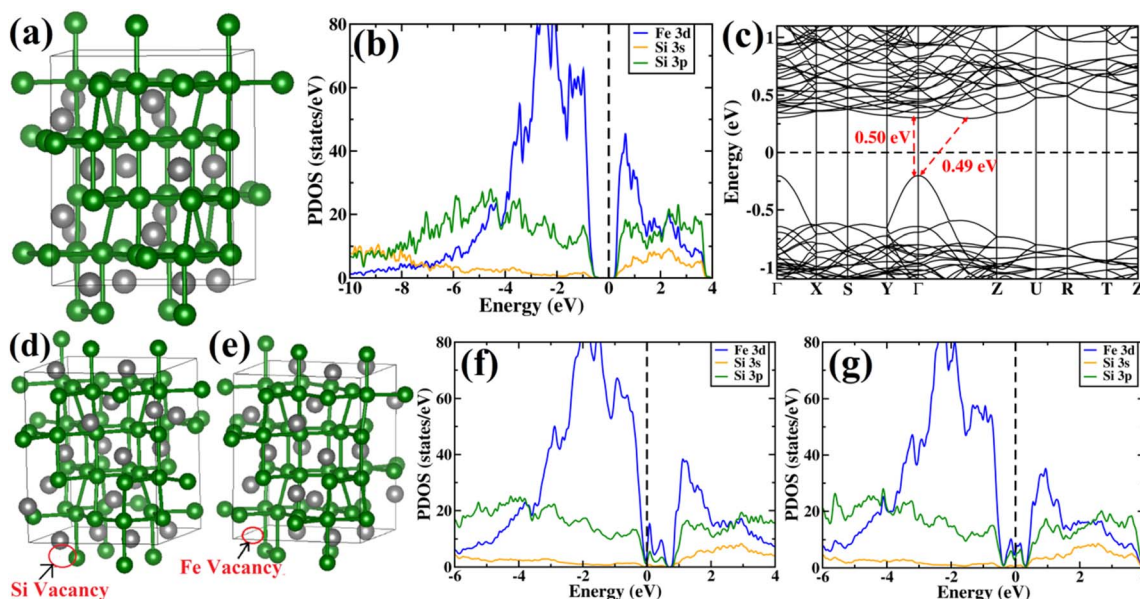 (a)
(b)
80
60
40
20
0
PDOS (states/eV)
-10 -8 -6 -4 -2 0 2 4
Energy (eV)
Fe 3d
Si 3s
Si 3p
(c)
1
0.5
0
-0.5
-1
Energy (eV)
0.50 eV
0.49 eV
Γ X S Y Γ Z U R T Z
(d)
Si Vacancy
(e)
Fe Vacancy
(f)
80
60
40
20
0
PDOS (states/eV)
-6 -4 -2 0 2 4
Energy (eV)
Fe 3d
Si 3s
Si 3p
(g)
80
60
40
20
0
PDOS (states/eV)
-6 -4 -2 0 2 4
Energy (eV)
Fe 3d
Si 3s
Si 3p